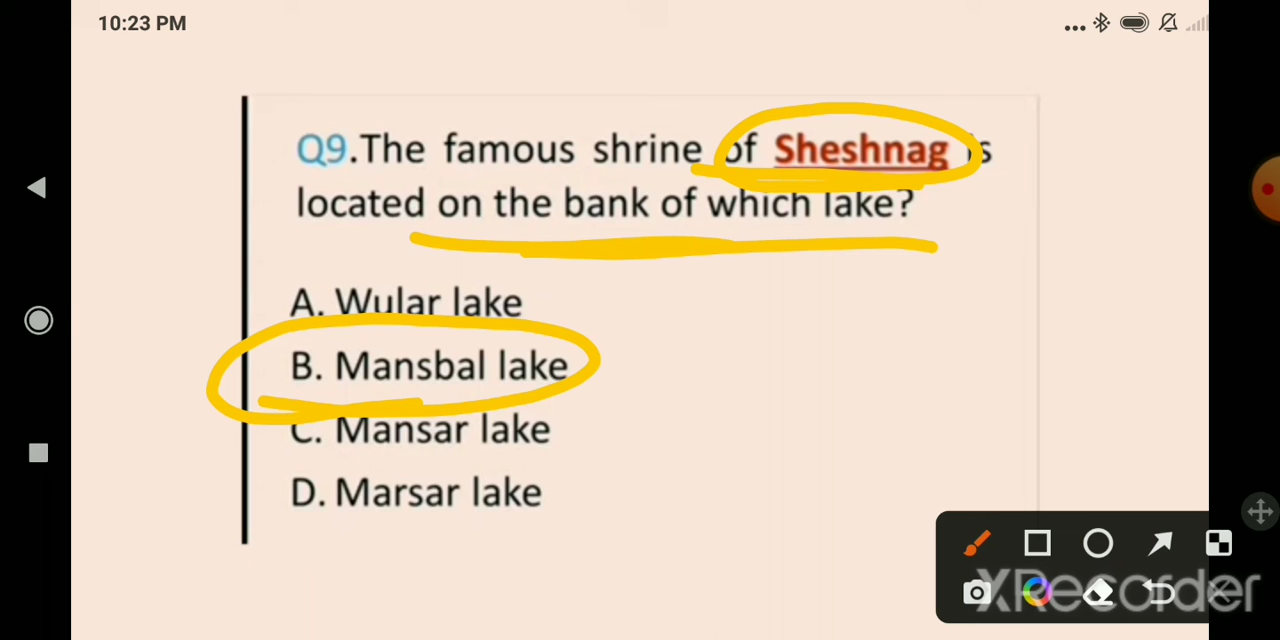 10:23 PM
Q9.The famous shrine of Sheshnag is
located on the bank of which lake?
A. Wular lake
B. Mansbal lake
C. Mansar lake
D. Marsar lake
XRecorder